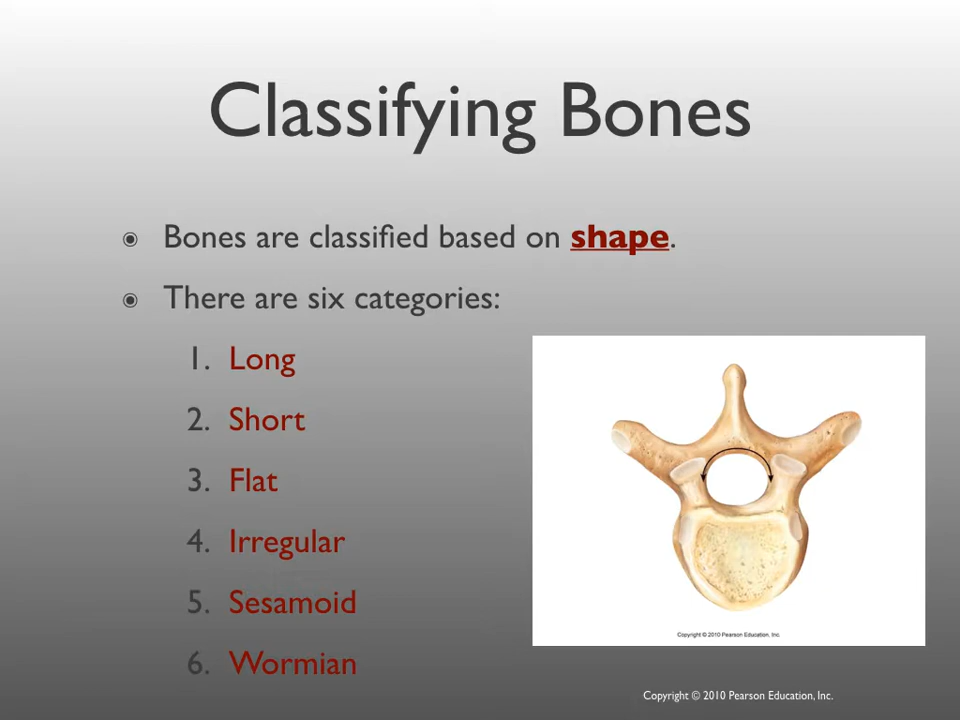 Classifying Bones
Bones are classified based on shape.
There are six categories:
1. Long
2. Short
3. Flat
4. Irregular
5. Sesamoid
6. Wormian
Copyright © 2010 Pearson Education, Inc.
Copyright © 2010 Pearson Education, Inc.